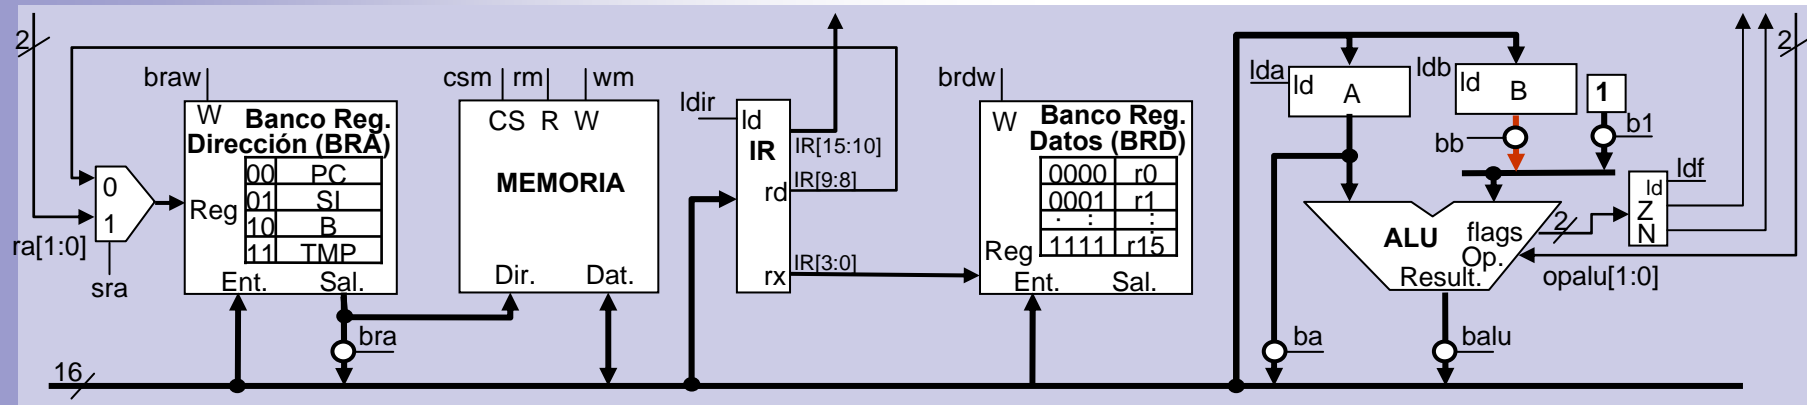 2
ra[1:0]
0
1
sra
braw
W
Banco Reg.
Dirección (BRA)
00 PC
01 SI
10 B
11 TMP
Reg
Ent. Sal.
bra
16
csm rm wm
CS R W
MEMORIA
Dir. Dat.
ldir
ld
IR
IR[15:10]
rd
IR[9:8]
rx
IR[3:0]
brdw
W
Banco Reg.
Datos (BRD)
0000 r0
0001 r1
: : :
1111 r15
Reg
Ent. Sal.
lda
ld
A
ldb
ld
B
1
bb
b1
ALU
flags
Op.
Result.
2
ldf
ld
Z
N
2
opalu[1:0]
ba
balu